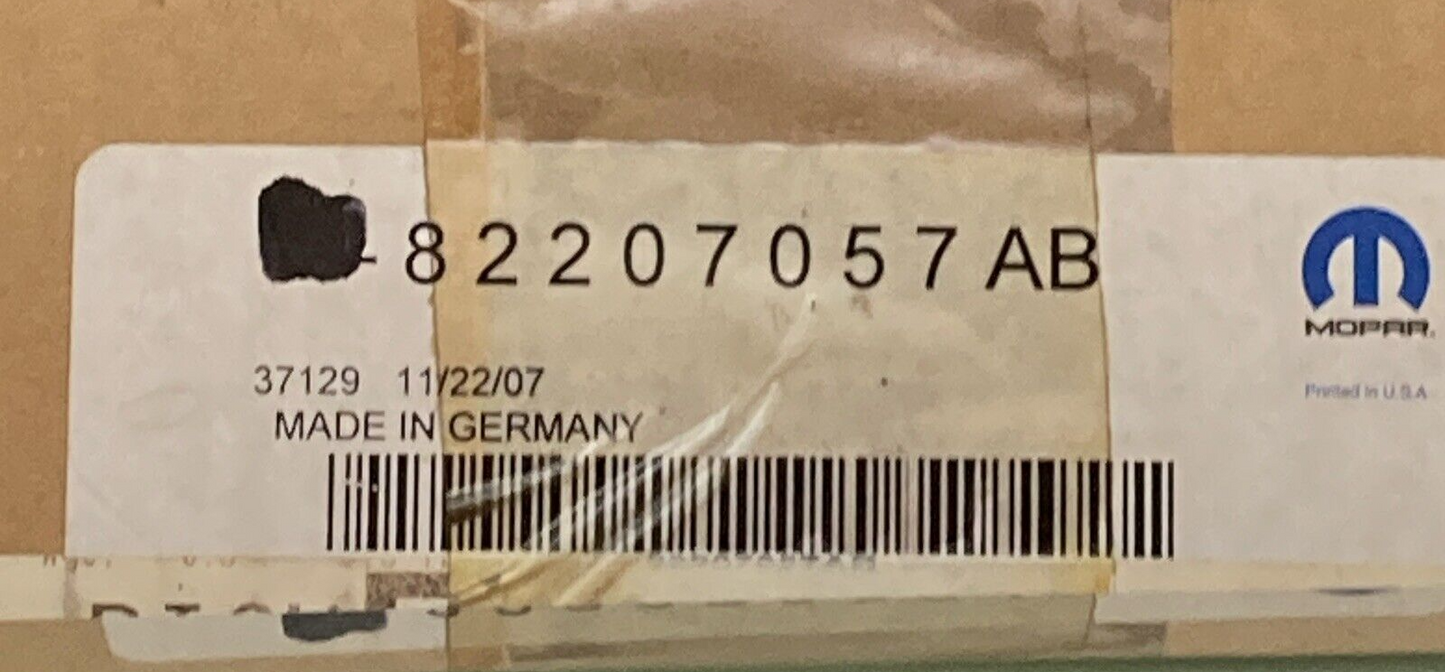 - 82207057AB
MOPAR.
Printed in U.S.A
37129 11/22/07
MADE IN GERMANY